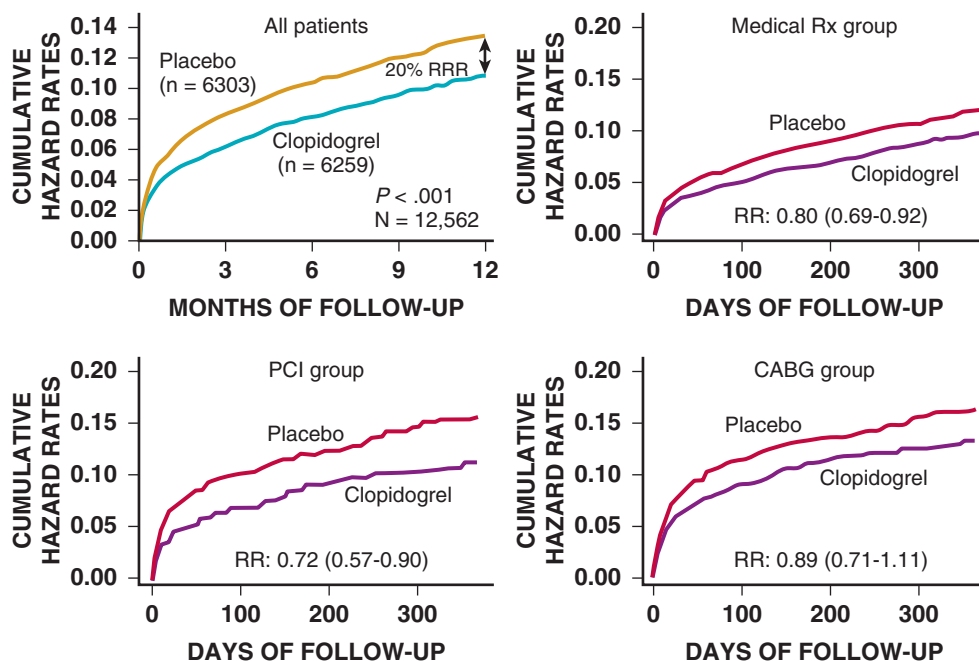 CUMULATIVE
HAZARD RATES
0.14
0.12
0.10
0.08
0.06
0.04
0.02
0.00
All patients
Placebo
(n = 6303)
20% RRR
Clopidogrel
(n = 6259)
P < .001
N = 12,562
0 3 6 9 12
MONTHS OF FOLLOW-UP
CUMULATIVE
HAZARD RATES
0.20
0.15
0.10
0.05
0.00
Medical Rx group
Placebo
Clopidogrel
RR: 0.80 (0.69-0.92)
0 100 200 300
DAYS OF FOLLOW-UP
CUMULATIVE
HAZARD RATES
0.20
0.15
0.10
0.05
0.00
PCI group
Placebo
Clopidogrel
RR: 0.72 (0.57-0.90)
0 100 200 300
DAYS OF FOLLOW-UP
CUMULATIVE
HAZARD RATES
0.20
0.15
0.10
0.05
0.00
CABG group
Placebo
Clopidogrel
RR: 0.89 (0.71-1.11)
0 100 200 300
DAYS OF FOLLOW-UP